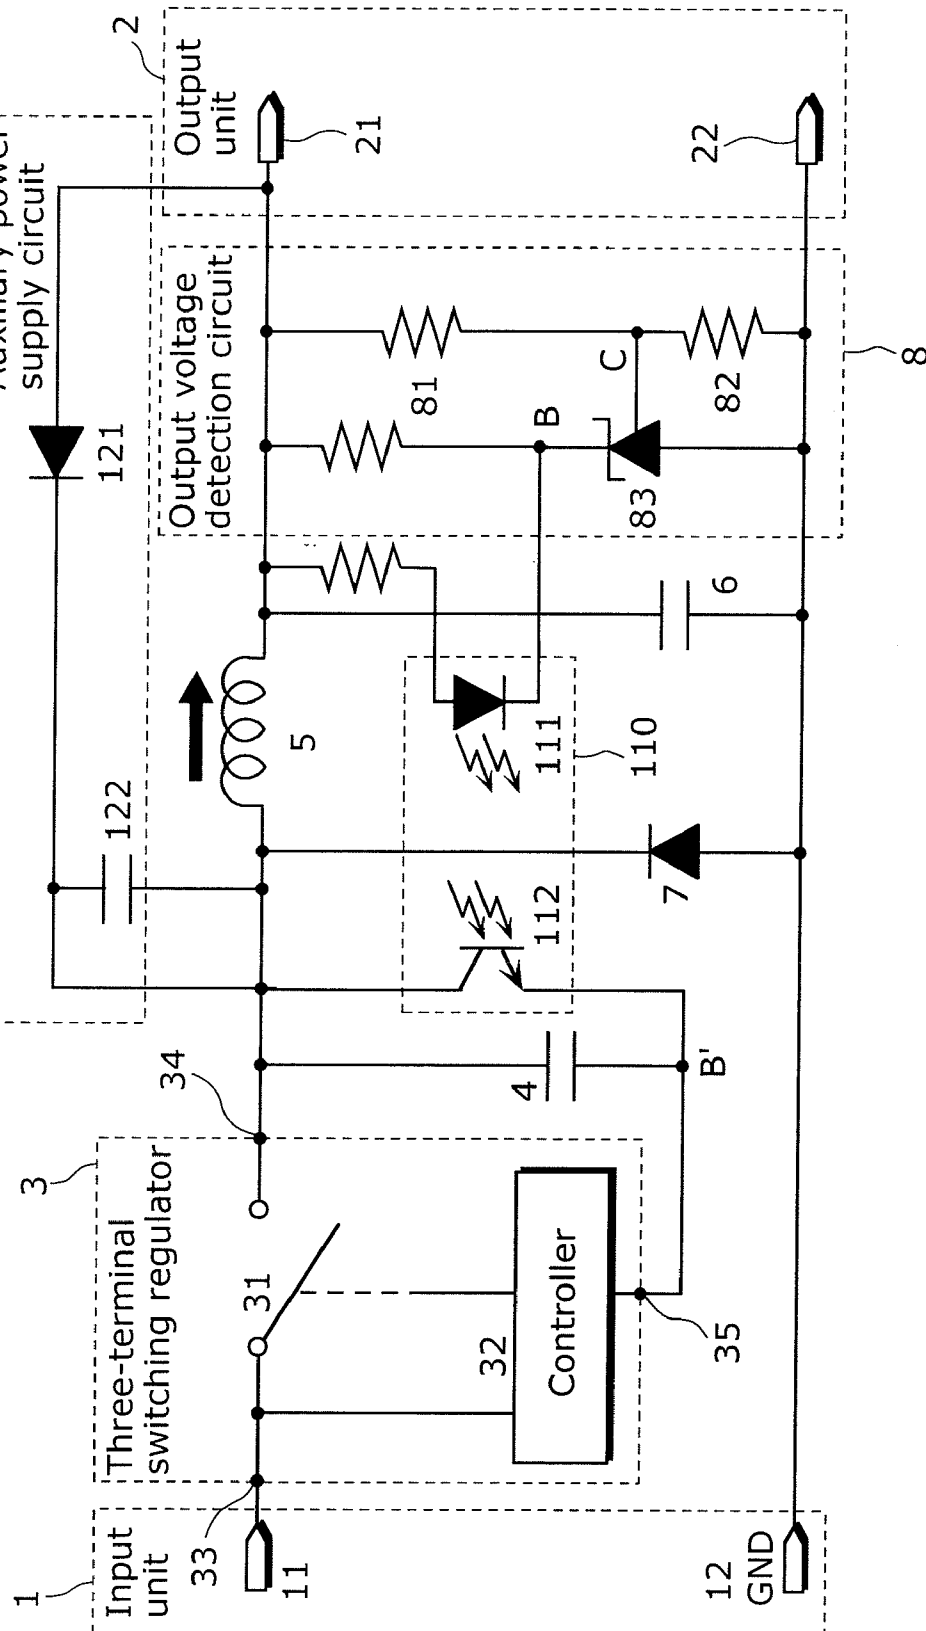 1
Input
unit
11
12
GND
33
3
Three-terminal
switching regulator
31
32
Controller
34
35
4
B'
112
111
110
7
122
5
6
121
supply circuit
Output voltage
detection circuit
81
B
83
C
82
8
2
Output
unit
21
22